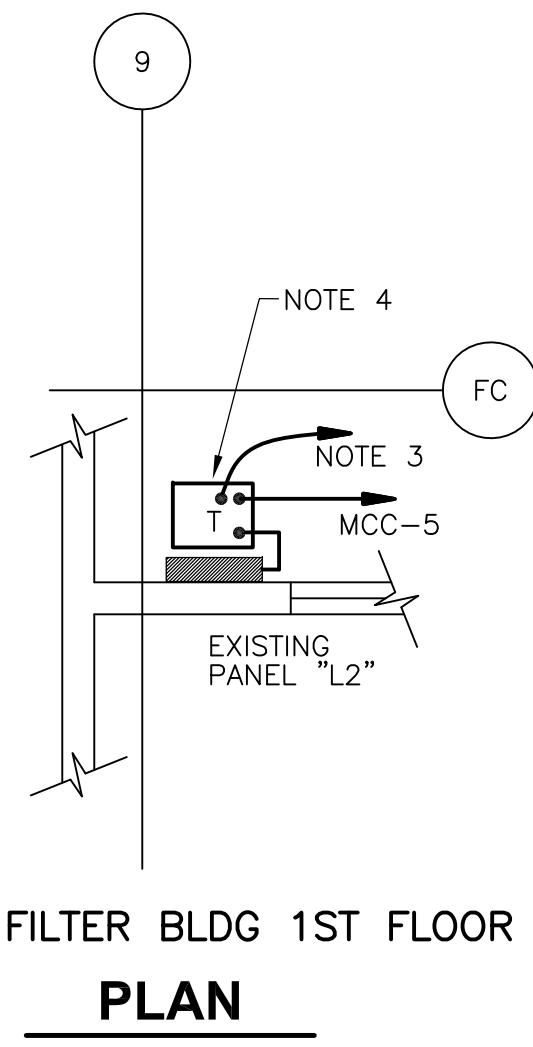 9
NOTE 4
FC
NOTE 3
T
MCC-5
EXISTING
PANEL "L2"
FILTER BLDG 1ST FLOOR
PLAN